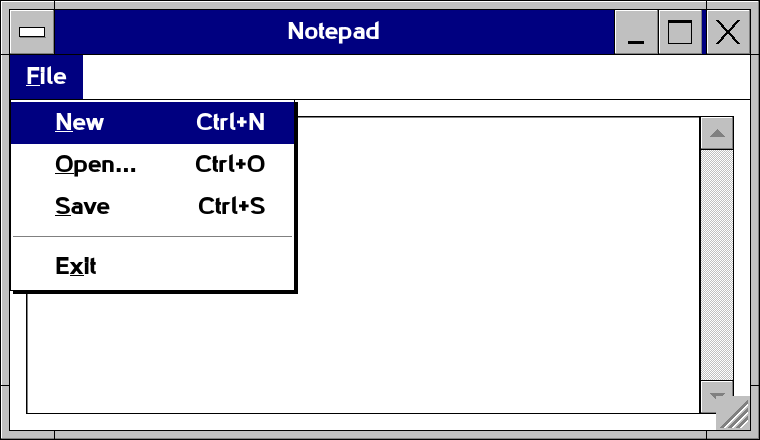 Notepad
File
New Ctrl+N
Open... Ctrl+O
Save Ctrl+S
Exit